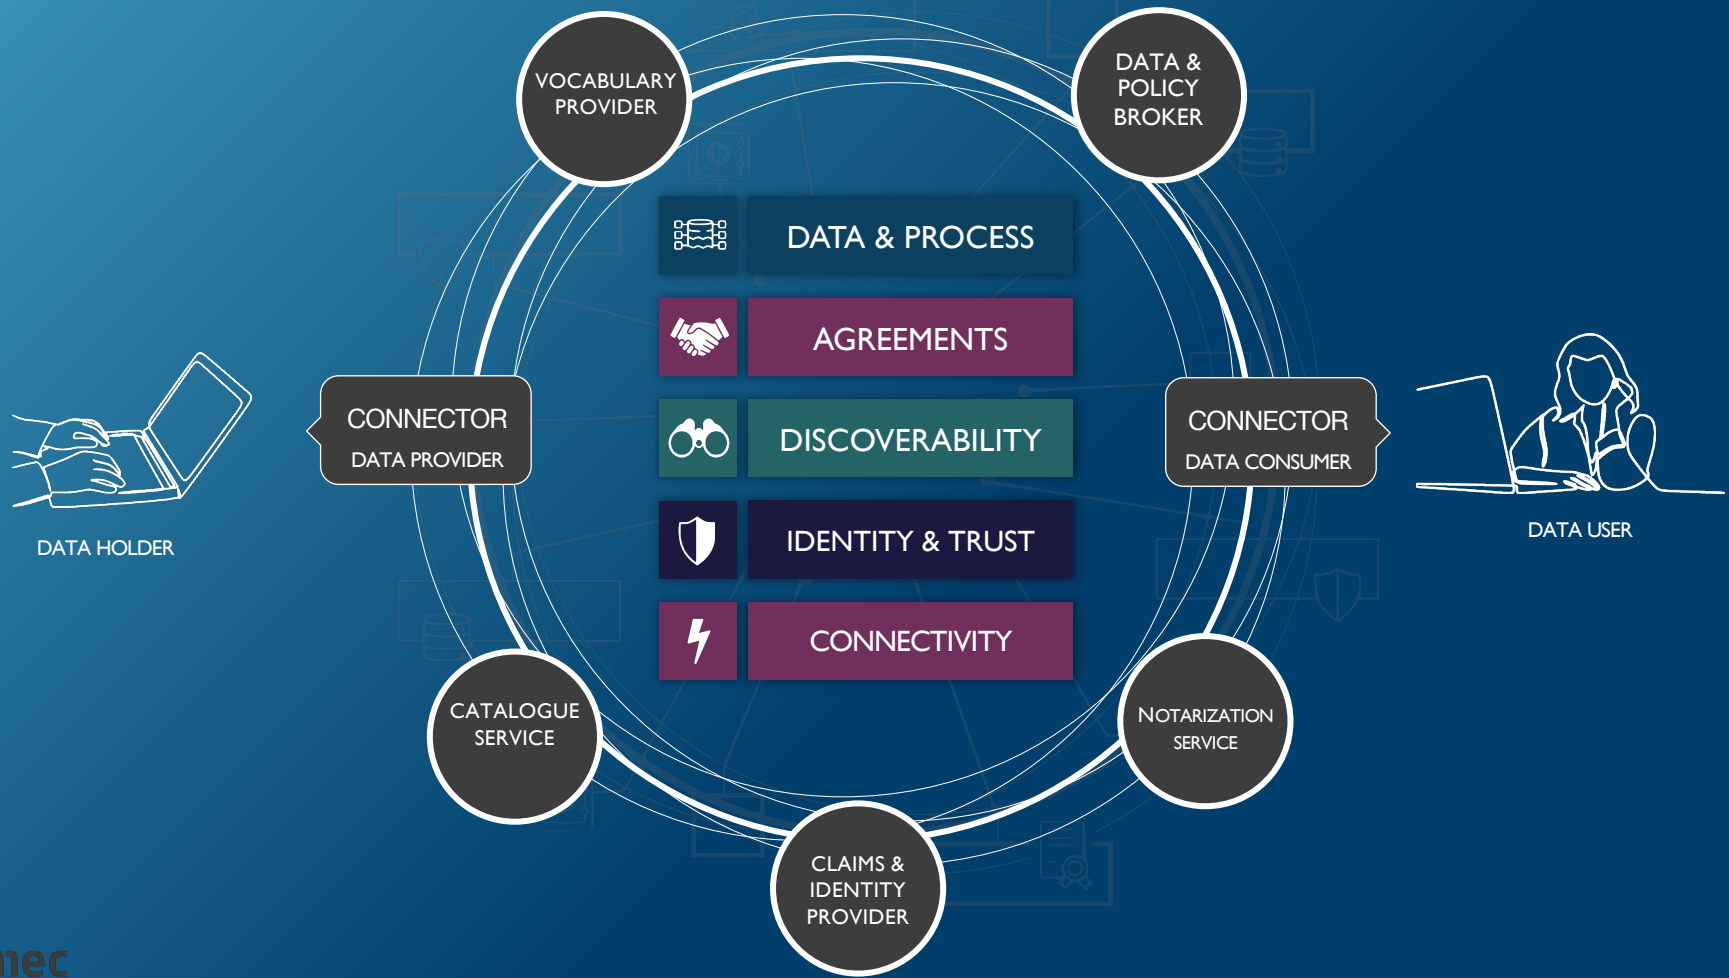 VOCABULARY
PROVIDER
DATA &
POLICY
BROKER
DATA & PROCESS
AGREEMENTS
DISCOVERABILITY
IDENTITY & TRUST
CONNECTIVITY
CONNECTOR
DATA PROVIDER
CONNECTOR
DATA CONSUMER
DATA HOLDER
DATA USER
CATALOGUE
SERVICE
NOTARIZATION
SERVICE
CLAIMS &
IDENTITY
PROVIDER